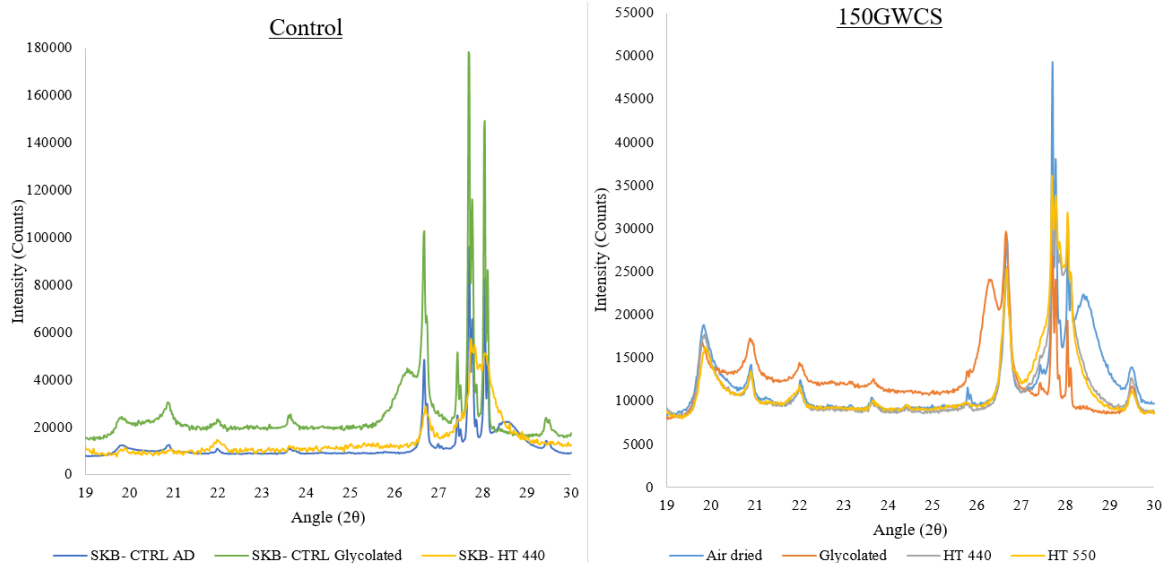 Control
180000
160000
140000
120000
100000
80000
60000
40000
20000
0
Intensity (Counts)
19 20 21 22 23 24 25 26 27 28 29 30
Angle (2θ)
SKB- CTRL AD SKB- CTRL Glycolated SKB- HT 440
150GWCS
55000
50000
45000
40000
35000
30000
25000
20000
15000
10000
5000
0
Intensity (Counts)
19 20 21 22 23 24 25 26 27 28 29 30
Angle (2θ)
Air dried Glycolated HT 440 HT 550